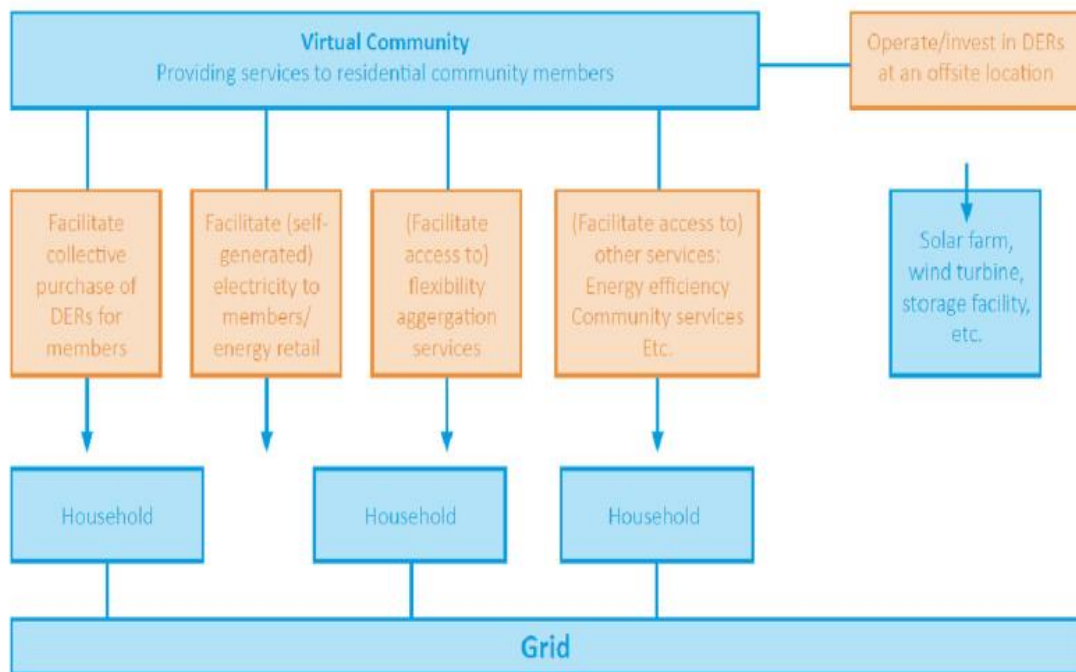 Virtual Community
Providing services to residential community members
Operate/invest in DERs
at an offsite location
Facilitate
collective
purchase of
DERs for
members
Facilitate (self-
generated)
electricity to
members/
energy retail
(Facilitate
access to)
flexibility
aggergation
services
(Facilitate access to)
other services:
Energy efficiency
Community services
Etc.
Solar farm,
wind turbine,
storage facility,
etc.
Household
Household
Household
Grid